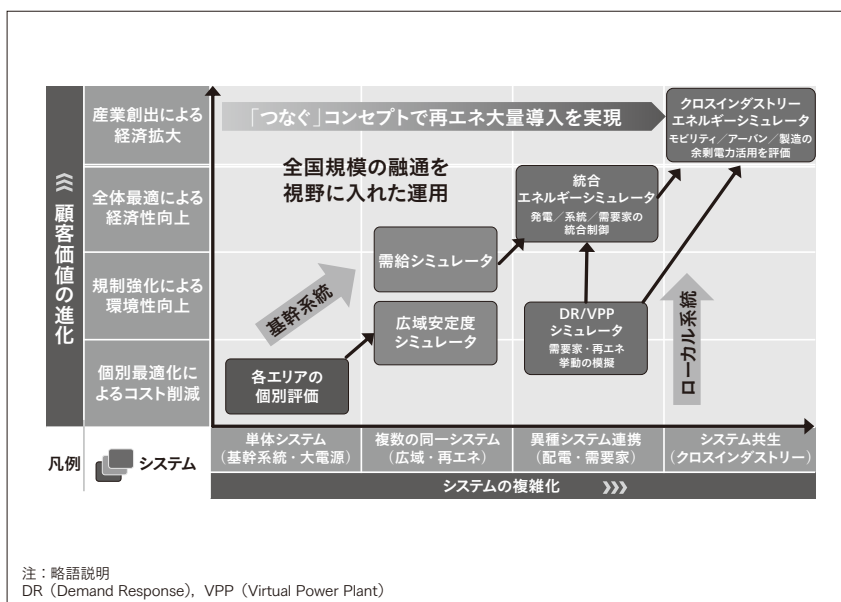 顧客価値の進化
産業創出による
経済拡大
全体最適による
経済性向上
規制強化による
環境性向上
個別最適化に
よるコスト削減
「つなぐ」コンセプトで再エネ大量導入を実現
全国規模の融通を
視野に入れた運用
クロスインダストリー
エネルギーシミュレータ
モビリティ/アーバン/製造の
余剰電力活用を評価
統合
エネルギーシミュレータ
発電/系統/需要家の
統合制御
需給シミュレータ
基幹系統
広域安定度
シミュレータ
DR/VPP
シミュレータ
需要家・再エネ
挙動の模擬
ローカル系統
各エリアの
個別評価
単体システム
(基幹系統・大電源)
複数の同一システム
(広域・再エネ)
異種システム連携
(配電・需要家)
システム共生
(クロスインダストリー)
凡例
システム
システムの複雑化
注:略語説明
DR(Demand Response),VPP(Virtual Power Plant)